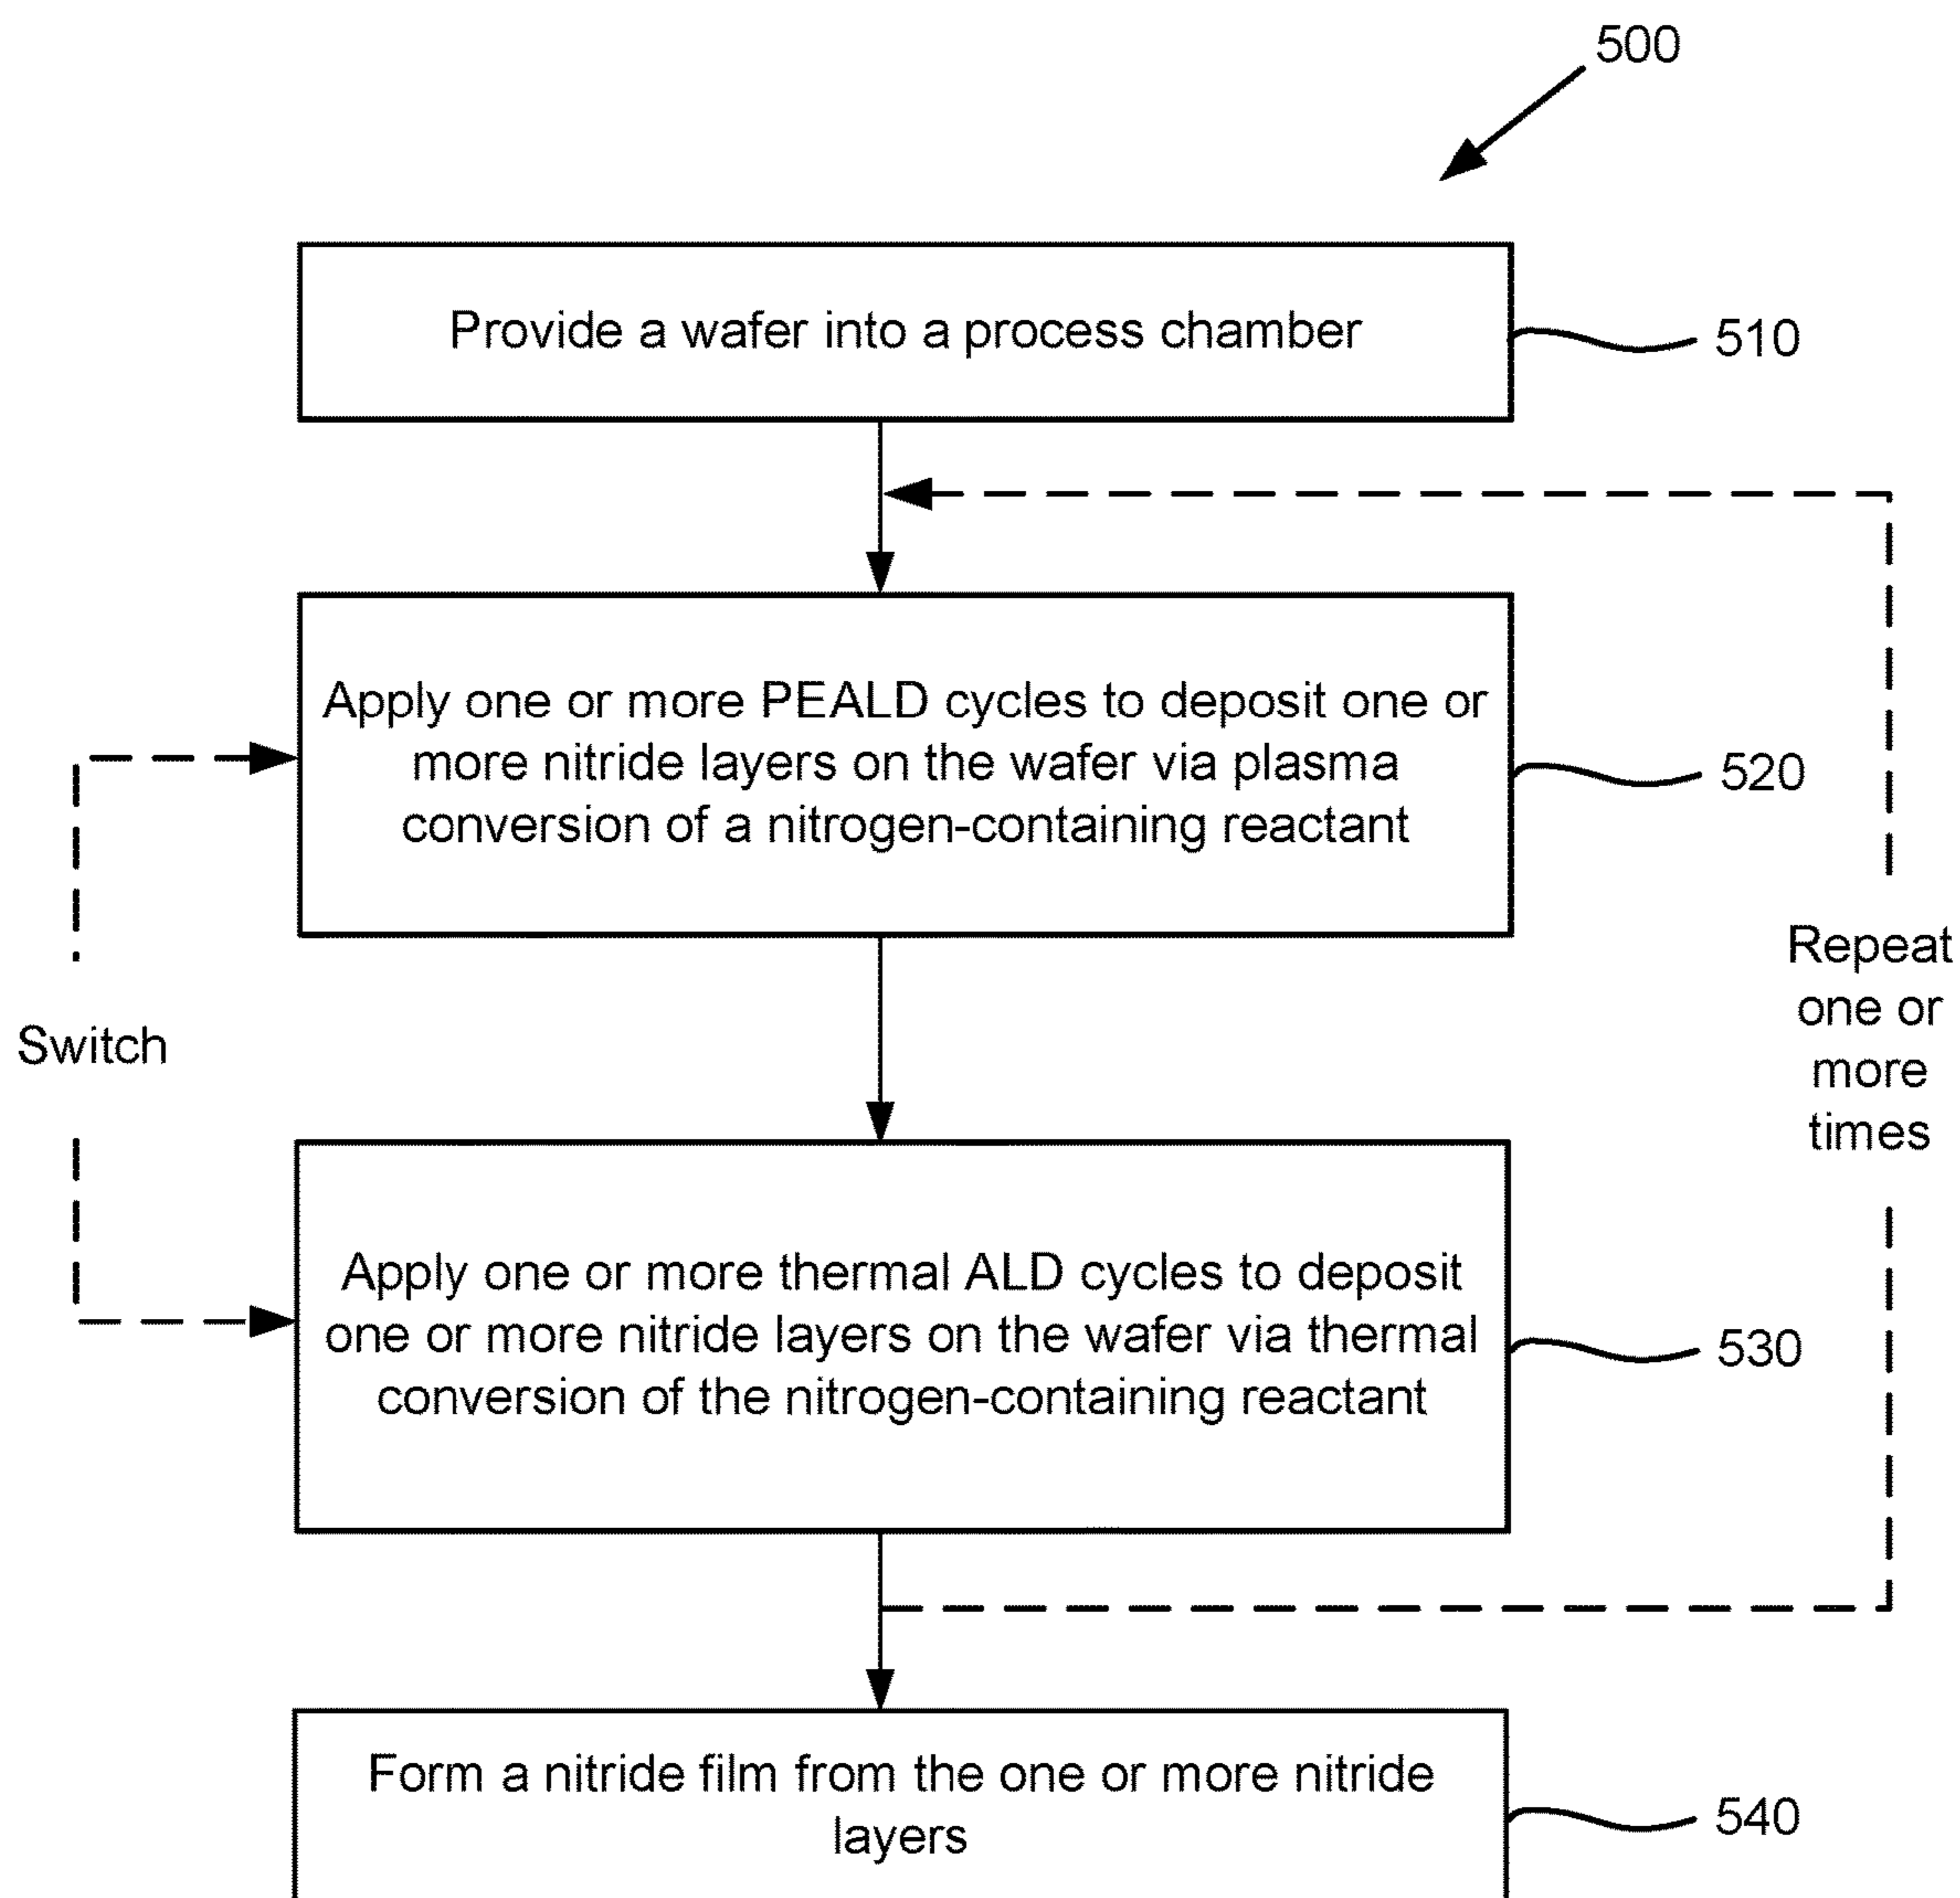 500
Provide a wafer into a process chamber
510
Apply one or more PEALD cycles to deposit one or
more nitride layers on the wafer via plasma
conversion of a nitrogen-containing reactant
520
Repeat
one or
more
times
Switch
Apply one or more thermal ALD cycles to deposit
one or more nitride layers on the wafer via thermal
conversion of the nitrogen-containing reactant
530
Form a nitride film from the one or more nitride
layers
540